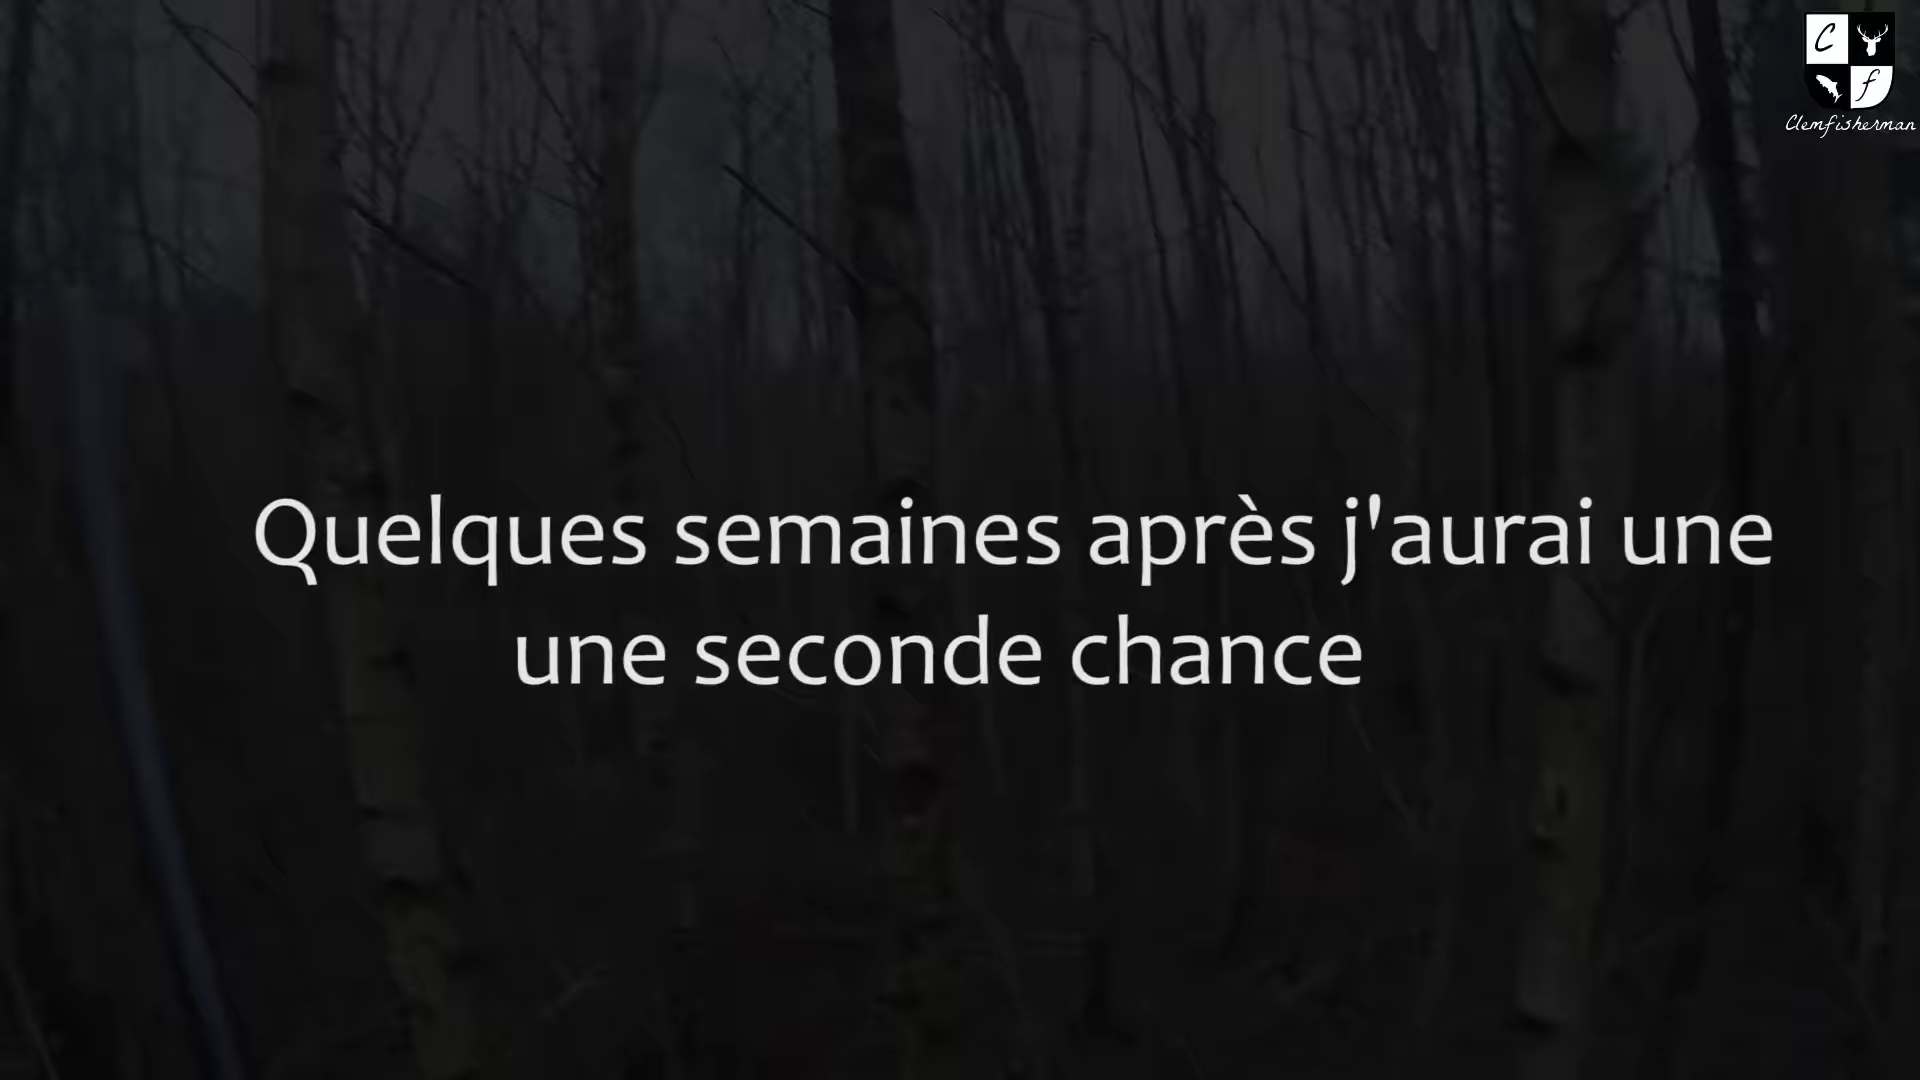 C
f
Clemfisherman
Quelques semaines après j'aurai une
une seconde chance